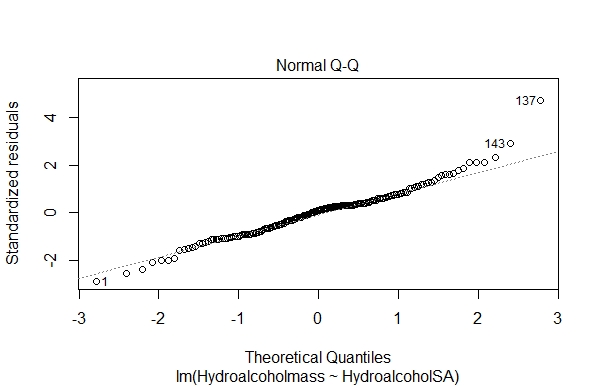 Normal Q-Q
Standardized residuals
4
2
0
-2
137
143
1
-3 -2 -1 0 1 2 3
Theoretical Quantiles
lm(Hydroalcoholmass ~ HydroalcoholSA)